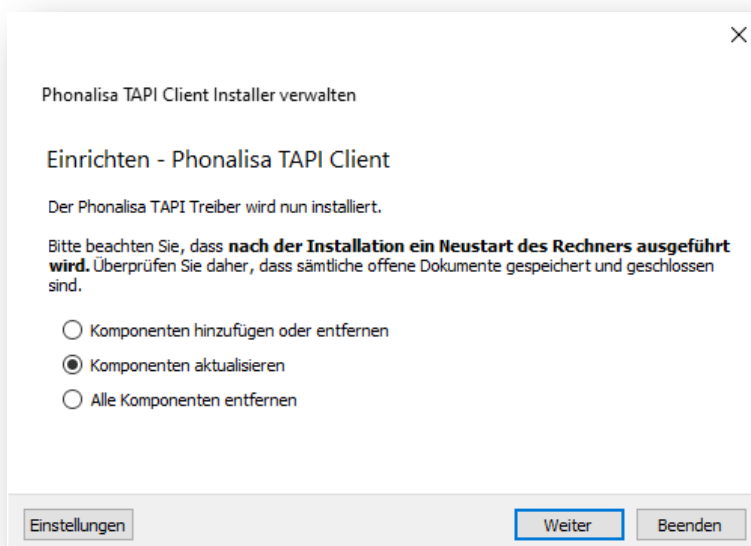 Phonalisa TAPI Client Installer verwalten
Einrichten - Phonalisa TAPI Client
Der Phonalisa TAPI Treiber wird nun installiert.
Bitte beachten Sie, dass nach der Installation ein Neustart des Rechners ausgeführt
wird. Überprüfen Sie daher, dass sämtliche offene Dokumente gespeichert und geschlossen
sind.
Komponenten hinzufügen oder entfernen
Komponenten aktualisieren
Alle Komponenten entfernen
Einstellungen
Weiter
Beenden